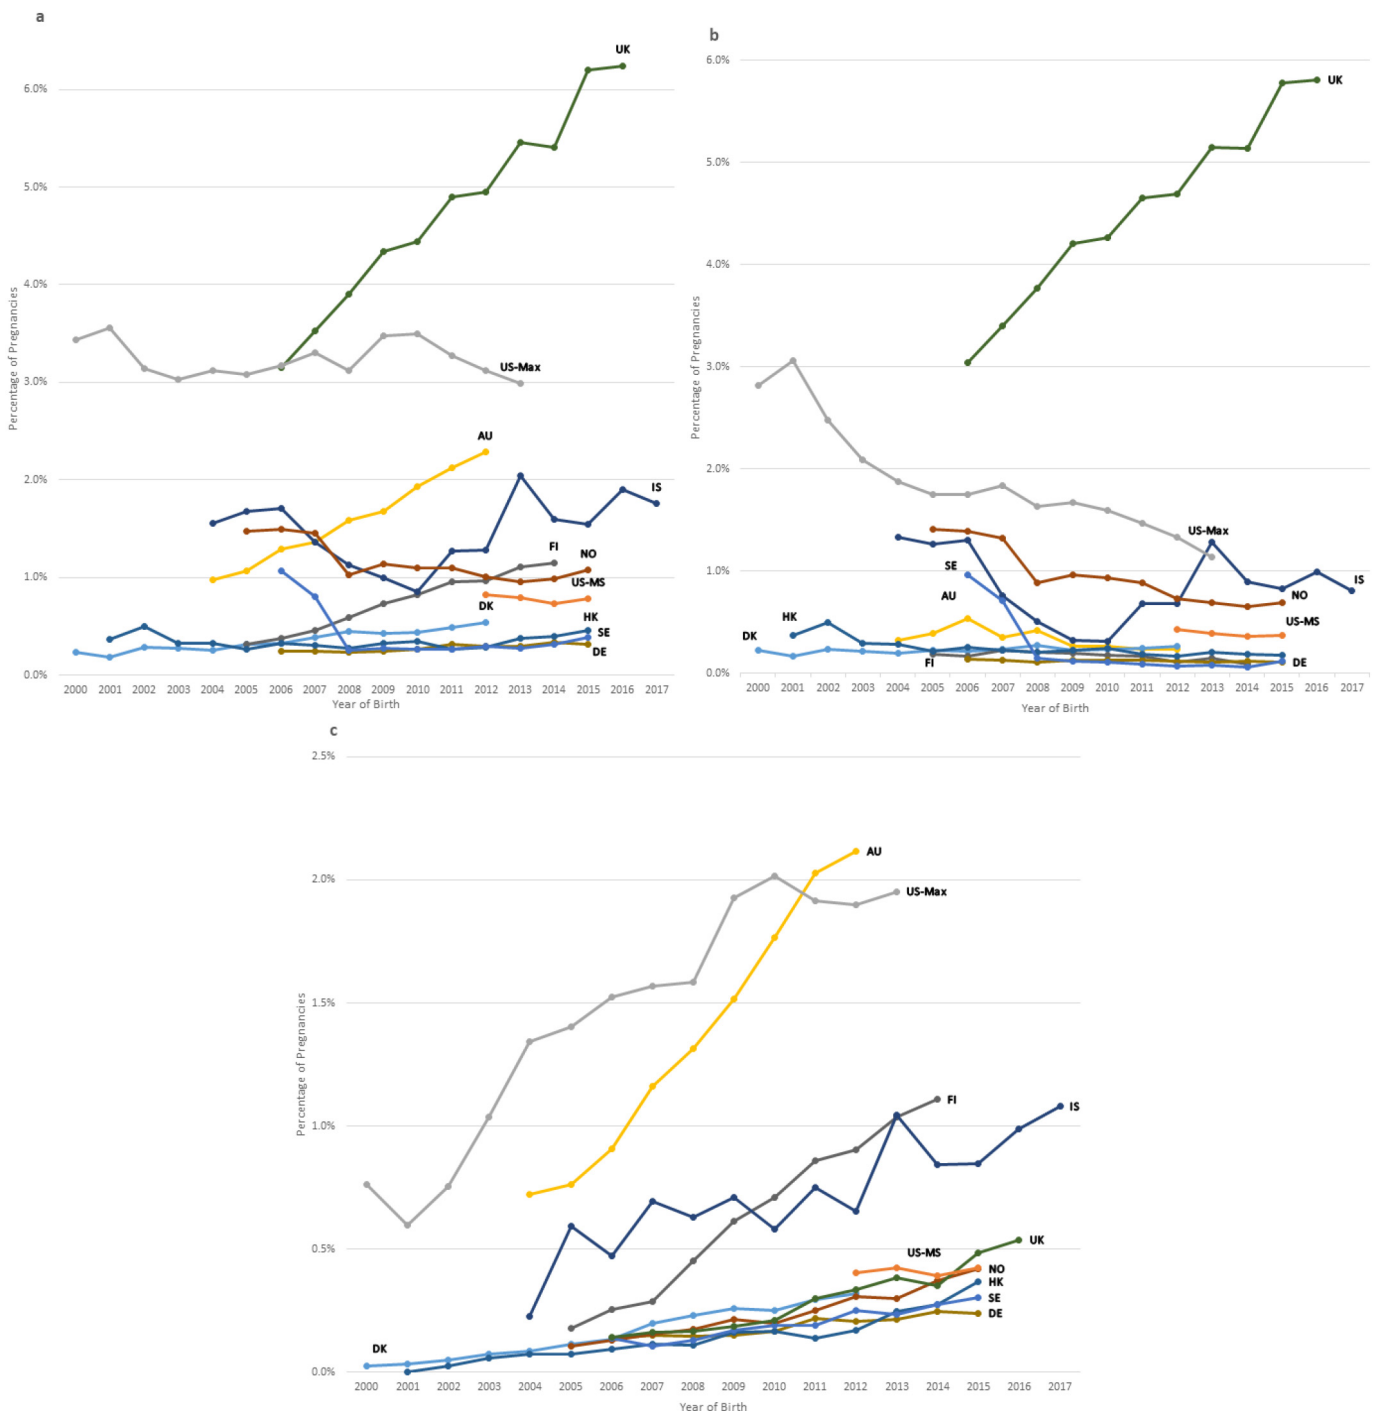 a
UK
6.0%
5.0%
4.0%
US-Max
3.0%
AU
2.0%
IS
FI
NO
1.0%
US-MS
DK
HK
SE
DE
0.0%
2000 2001 2002 2003 2004 2005 2006 2007 2008 2009 2010 2011 2012 2013 2014 2015 2016 2017
Year of Birth
Percentage of Pregnancies
b
6.0%
UK
5.0%
4.0%
3.0%
2.0%
US-Max
SE
1.0%
IS
AU
NO
HK
US-MS
DK
FI
DE
0.0%
2000 2001 2002 2003 2004 2005 2006 2007 2008 2009 2010 2011 2012 2013 2014 2015 2016 2017
Year of Birth
Percentage of Pregnancies
c
2.5%
AU
2.0%
US-Max
1.5%
FI
IS
1.0%
0.5%
UK
US-MS
NO
HK
SE
DE
DK
0.0%
2000 2001 2002 2003 2004 2005 2006 2007 2008 2009 2010 2011 2012 2013 2014 2015 2016 2017
Year of Birth
Percentage of Pregnancies